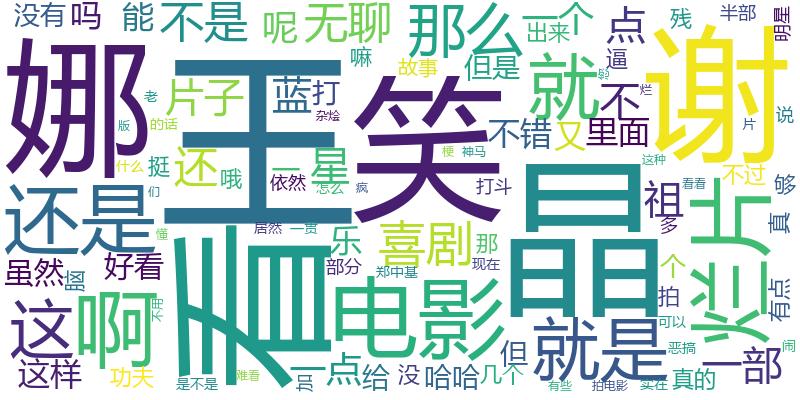 没有 吗 能 不是 呢 无聊 那么 一个 点 残 半部 明星
嘛 故事 但是 出来 逼
娜 王 笑 谢
老 片子 蓝 打 杂烩 就 不 烂 说
版 的话 不错 又 里面 片
什么 挺 还 哦 一 星 梗 神马 这种 不过
们 依然 怎么 疯 打斗 看看 够
还是 晶 祖 烂片
懂 居然 一贯 多 真
看 乐 喜剧 那 个
虽然 脑 好看 部分 郑中基 现在 拍 有点
这 啊 不用 电影 可以
但 就是 恶搞 闹
这样 功夫 一点 给 没 哈哈 几个 一部
是不是 难看 有些 拍电影 实在 真的